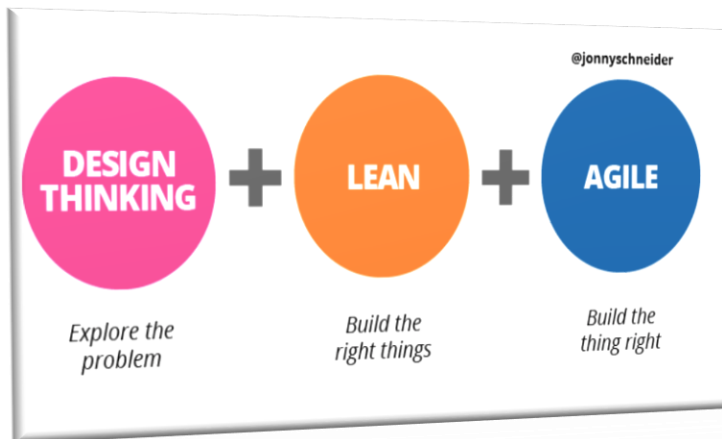 @jonnyschneider
DESIGN
THINKING
LEAN
AGILE
Explore the
problem
Build the
right things
Build the
thing right